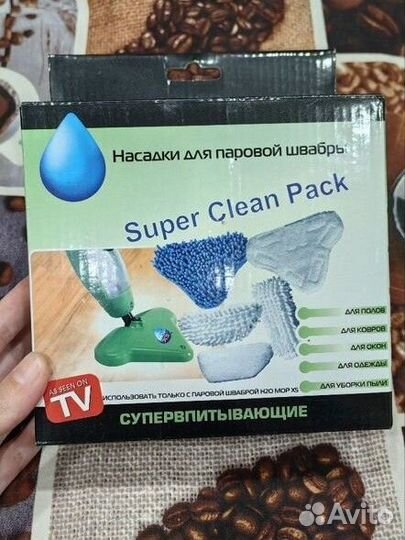 Насадки для паровой швабры
Super Clean Pack
ДЛЯ ПОЛОВ
ДЛЯ КОВРОВ
ДЛЯ ОКОН
ДЛЯ ОДЕЖДЫ
ДЛЯ УБОРКИ ПЫЛИ
AS SEEN ON
TV
ИСПОЛЬЗОВАТЬ ТОЛЬКО С ПАРОВОЙ ШВАБРОЙ H2O MOP X5
СУПЕРВПИТЫВАЮЩИЕ
Avito